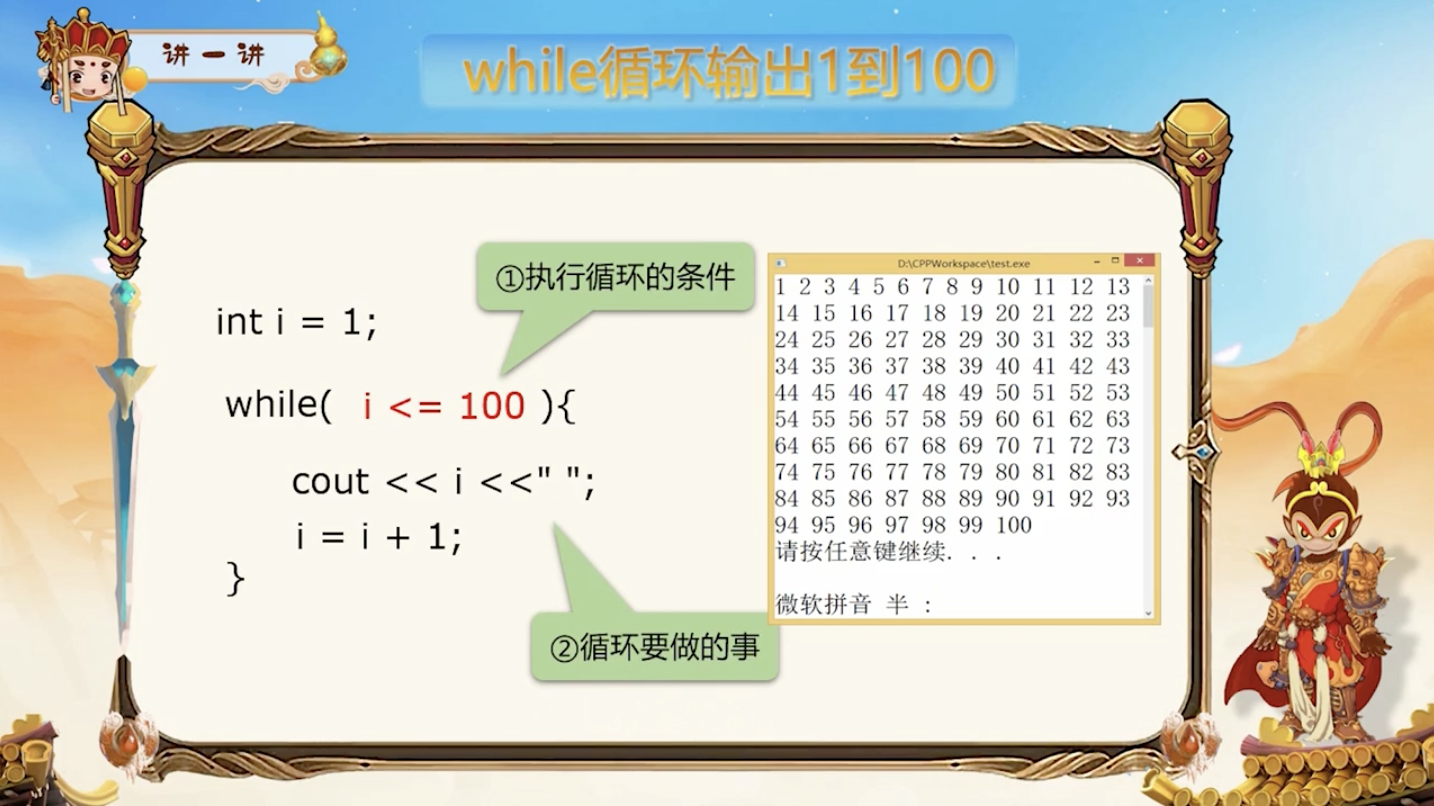 讲一讲
while循环输出1到100
①执行循环的条件
int i = 1;
while( i <= 100 ){
cout << i <<" ";
i = i + 1;
}
②循环要做的事
D:\CPPWorkspace\test.exe
1 2 3 4 5 6 7 8 9 10 11 12 13
14 15 16 17 18 19 20 21 22 23
24 25 26 27 28 29 30 31 32 33
34 35 36 37 38 39 40 41 42 43
44 45 46 47 48 49 50 51 52 53
54 55 56 57 58 59 60 61 62 63
64 65 66 67 68 69 70 71 72 73
74 75 76 77 78 79 80 81 82 83
84 85 86 87 88 89 90 91 92 93
94 95 96 97 98 99 100
请按任意键继续. . .
微软拼音 半 :